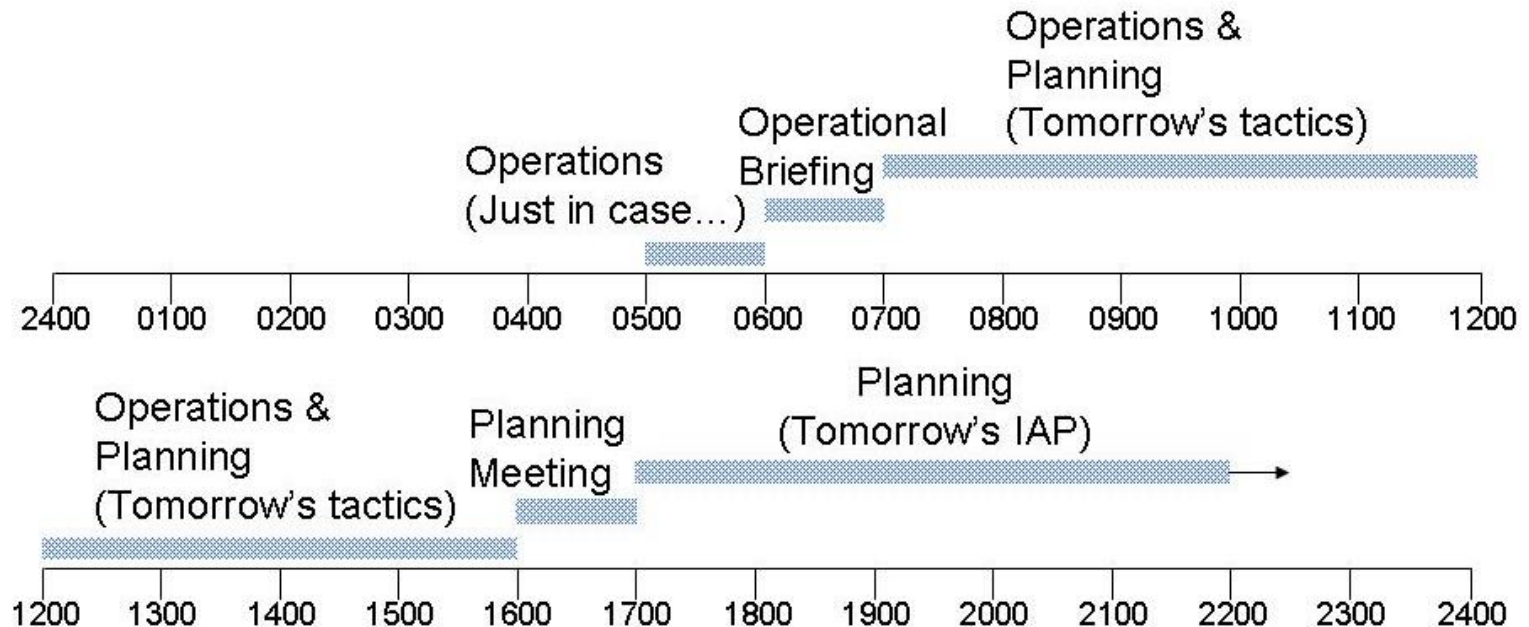 Operations &
Planning
(Tomorrow's tactics)
Operational
Briefing
Operations
(Just in case...)
2400 0100 0200 0300 0400 0500 0600 0700 0800 0900 1000 1100 1200
Planning
(Tomorrow's IAP)
Operations &
Planning
(Tomorrow's tactics)
Planning
Meeting
1200 1300 1400 1500 1600 1700 1800 1900 2000 2100 2200 2300 2400